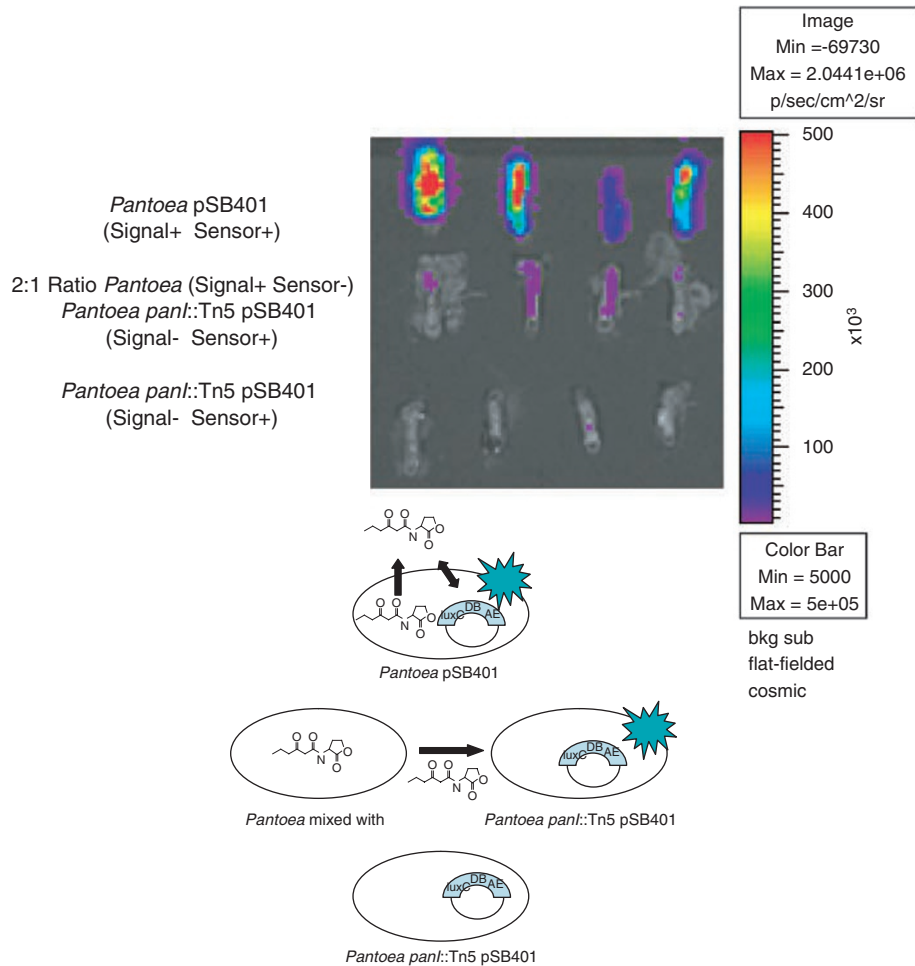 Image
Min =-69730
Max = 2.0441e+06
p/sec/cm^2/sr
Pantoea pSB401
(Signal+ Sensor+)
2:1 Ratio Pantoea (Signal+ Sensor-)
Pantoea panI::Tn5 pSB401
(Signal- Sensor+)
Pantoea panI::Tn5 pSB401
(Signal- Sensor+)
500
400
300
200
100
x10³
Color Bar
Min = 5000
Max = 5e+05
bkg sub
flat-fielded
cosmic
O O
N
O
O
O O
N
O
O
luxC DB AE
Pantoea pSB401
O O
N
O
O
O O
N
O
O
luxC DB AE
Pantoea mixed with
Pantoea panI::Tn5 pSB401
luxC DB AE
Pantoea panI::Tn5 pSB401